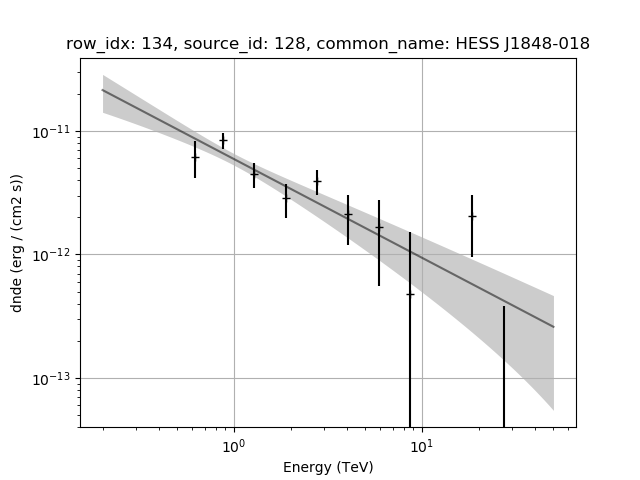 row_idx: 134, source_id: 128, common_name: HESS J1848-018
dnde (erg / (cm2 s))
10⁻¹¹
10⁻¹²
10⁻¹³
10⁰
10¹
Energy (TeV)